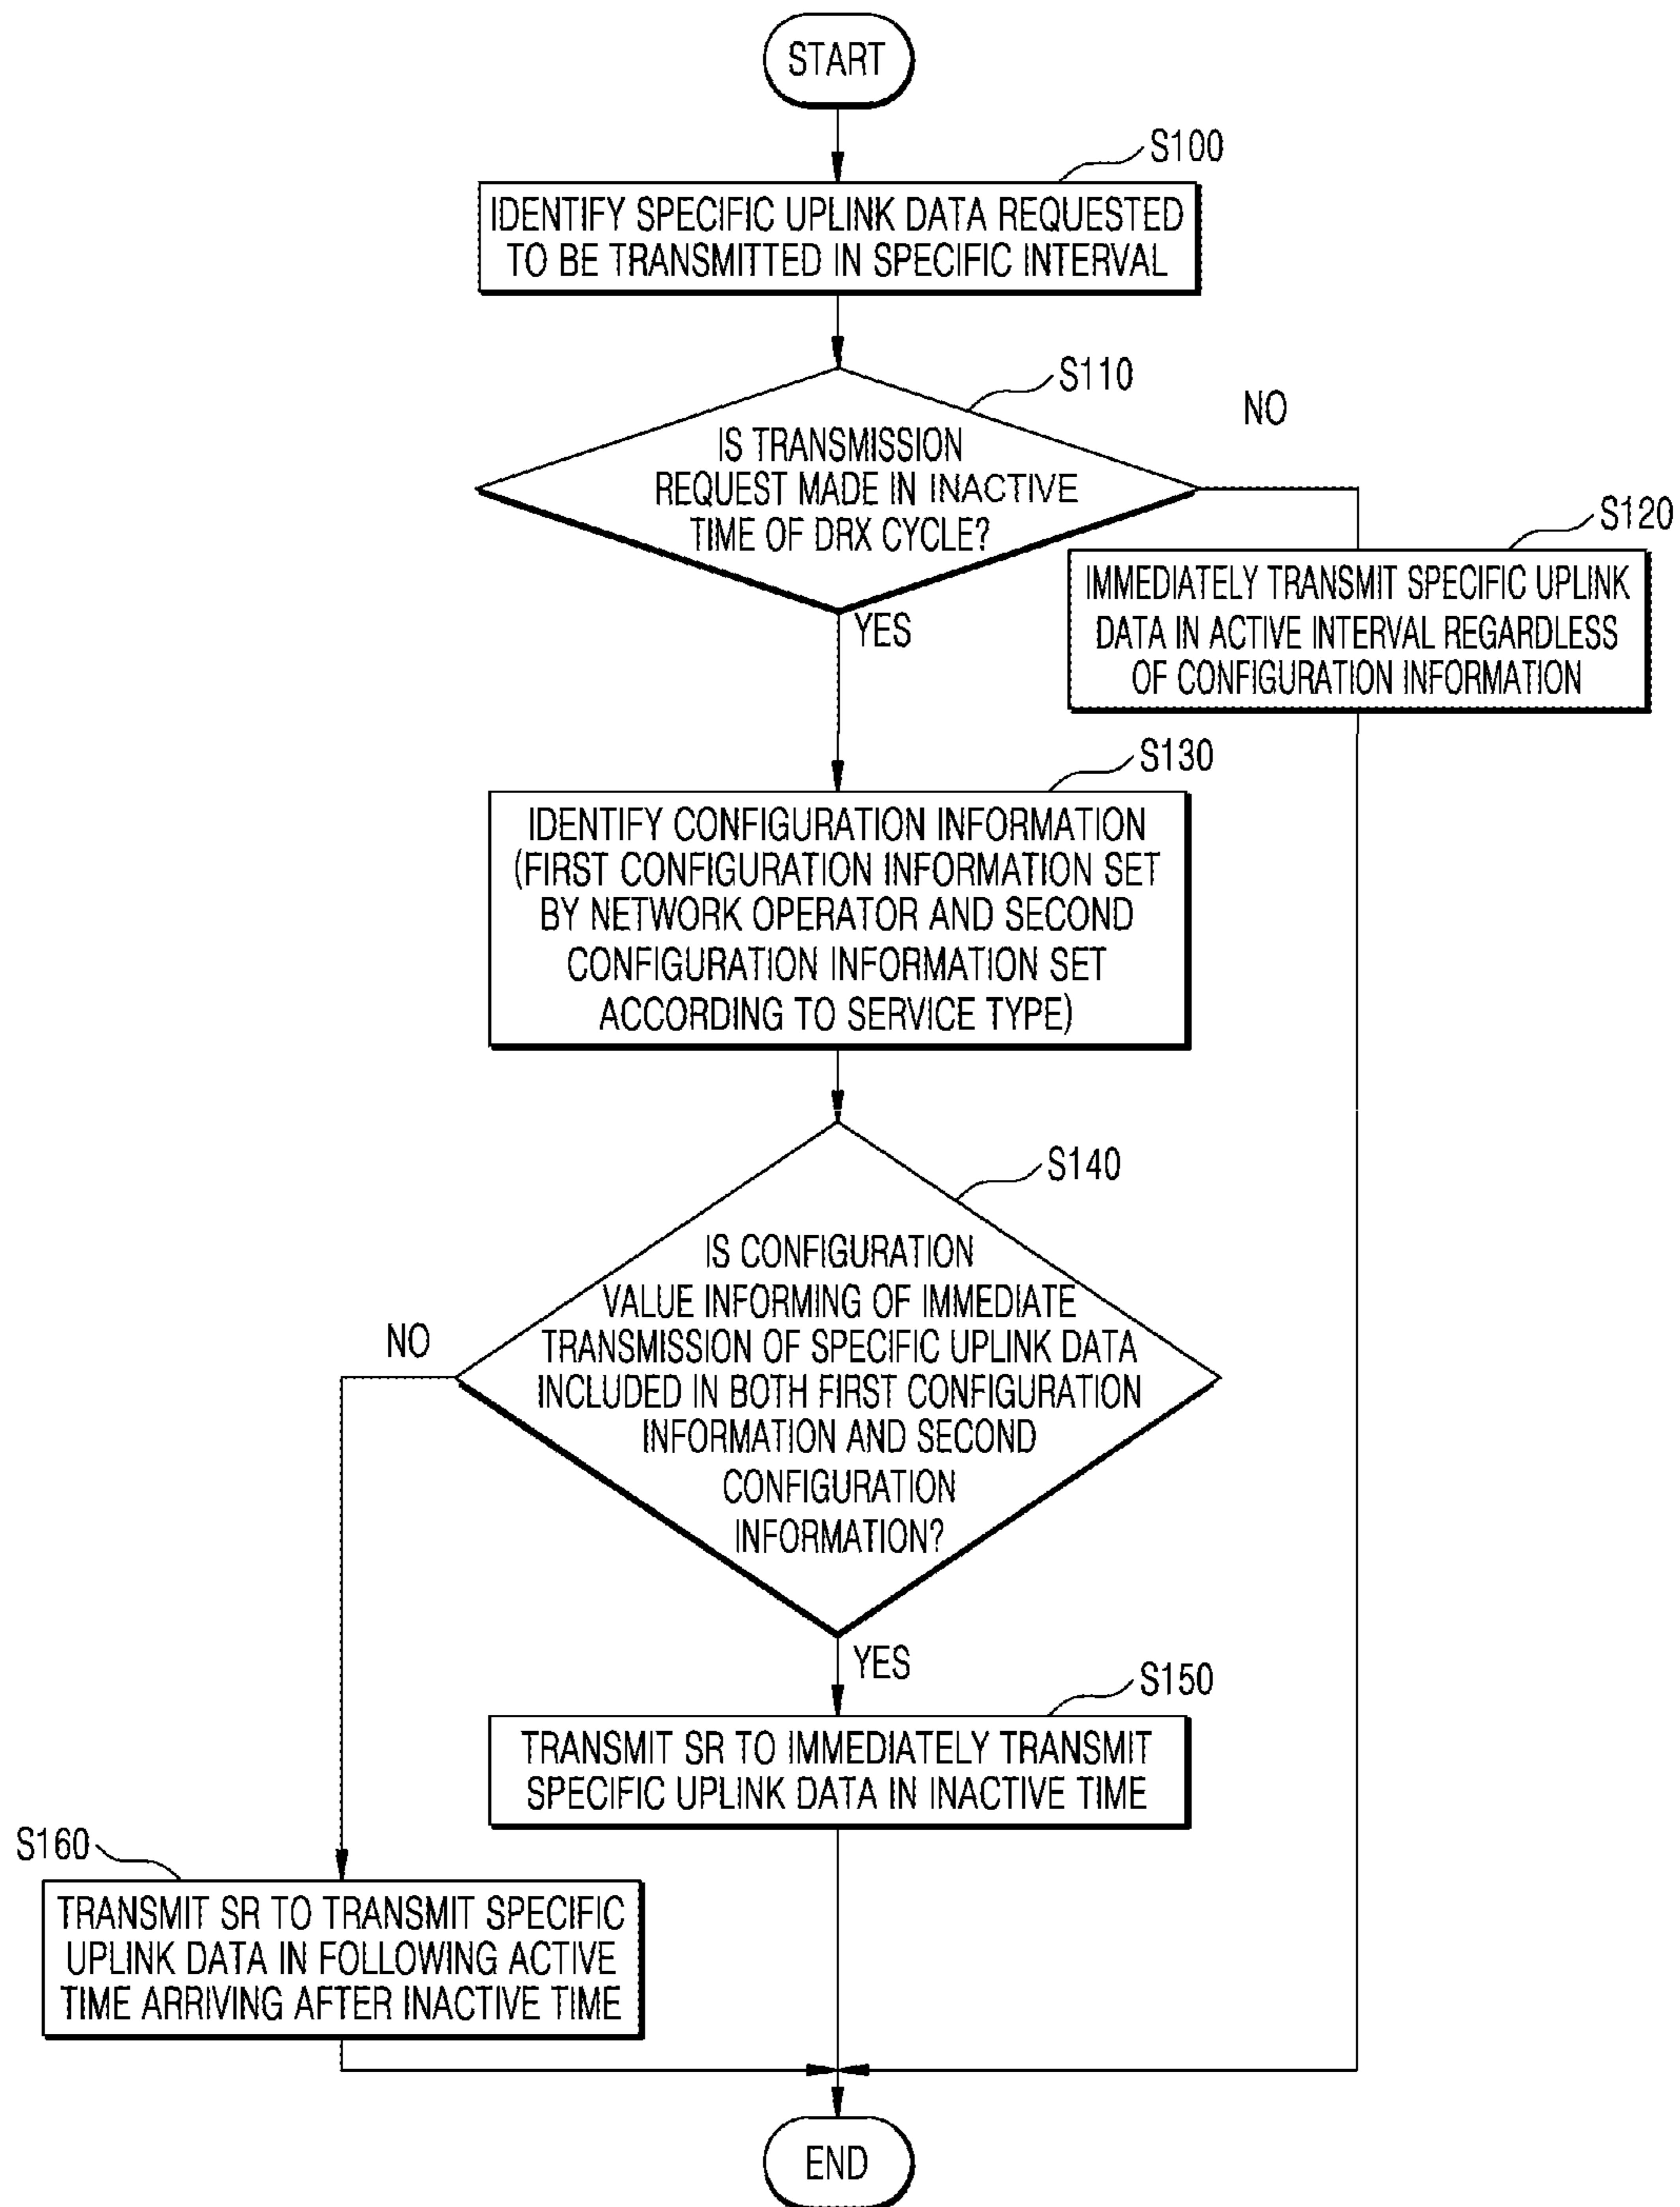 START
S100
IDENTIFY SPECIFIC UPLINK DATA REQUESTED
TO BE TRANSMITTED IN SPECIFIC INTERVAL
S110
IS TRANSMISSION
REQUEST MADE IN INACTIVE
TIME OF DRX CYCLE?
NO
YES
S120
IMMEDIATELY TRANSMIT SPECIFIC UPLINK
DATA IN ACTIVE INTERVAL REGARDLESS
OF CONFIGURATION INFORMATION
S130
IDENTIFY CONFIGURATION INFORMATION
(FIRST CONFIGURATION INFORMATION SET
BY NETWORK OPERATOR AND SECOND
CONFIGURATION INFORMATION SET
ACCORDING TO SERVICE TYPE)
S140
IS CONFIGURATION
VALUE INFORMING OF IMMEDIATE
TRANSMISSION OF SPECIFIC UPLINK DATA
INCLUDED IN BOTH FIRST CONFIGURATION
INFORMATION AND SECOND
CONFIGURATION
INFORMATION?
NO
YES
S150
TRANSMIT SR TO IMMEDIATELY TRANSMIT
SPECIFIC UPLINK DATA IN INACTIVE TIME
S160
TRANSMIT SR TO TRANSMIT SPECIFIC
UPLINK DATA IN FOLLOWING ACTIVE
TIME ARRIVING AFTER INACTIVE TIME
END